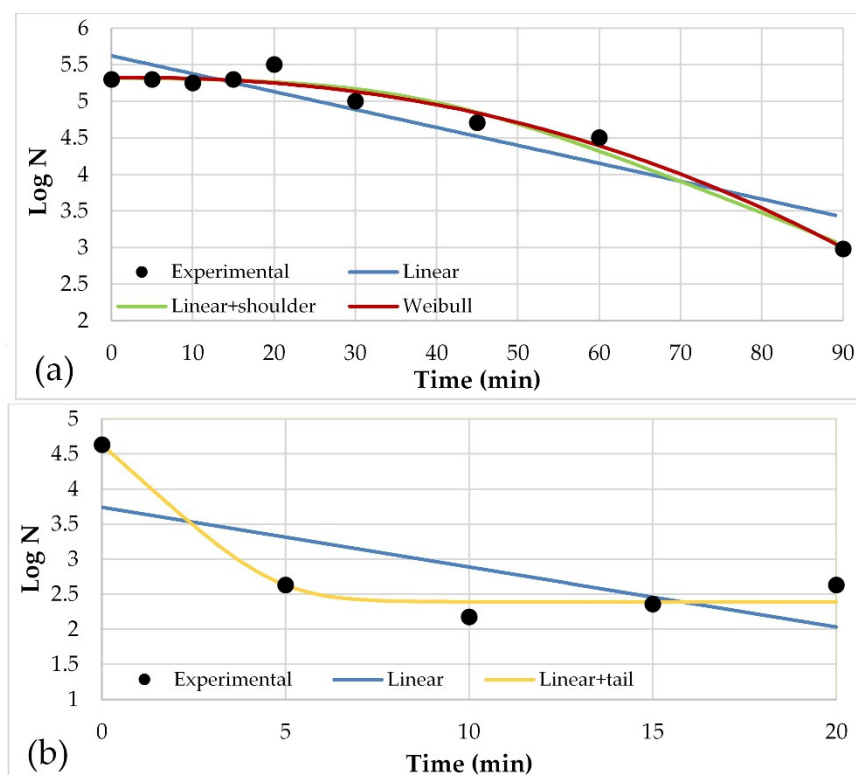 6
5.5
5
4.5
4
3.5
3
2.5
2
Log N
Experimental
Linear
Linear+shoulder
Weibull
0 10 20 30 40 50 60 70 80 90
Time (min)
(a)
5
4.5
4
3.5
3
2.5
2
1.5
1
Log N
Experimental
Linear
Linear+tail
0 5 10 15 20
Time (min)
(b)